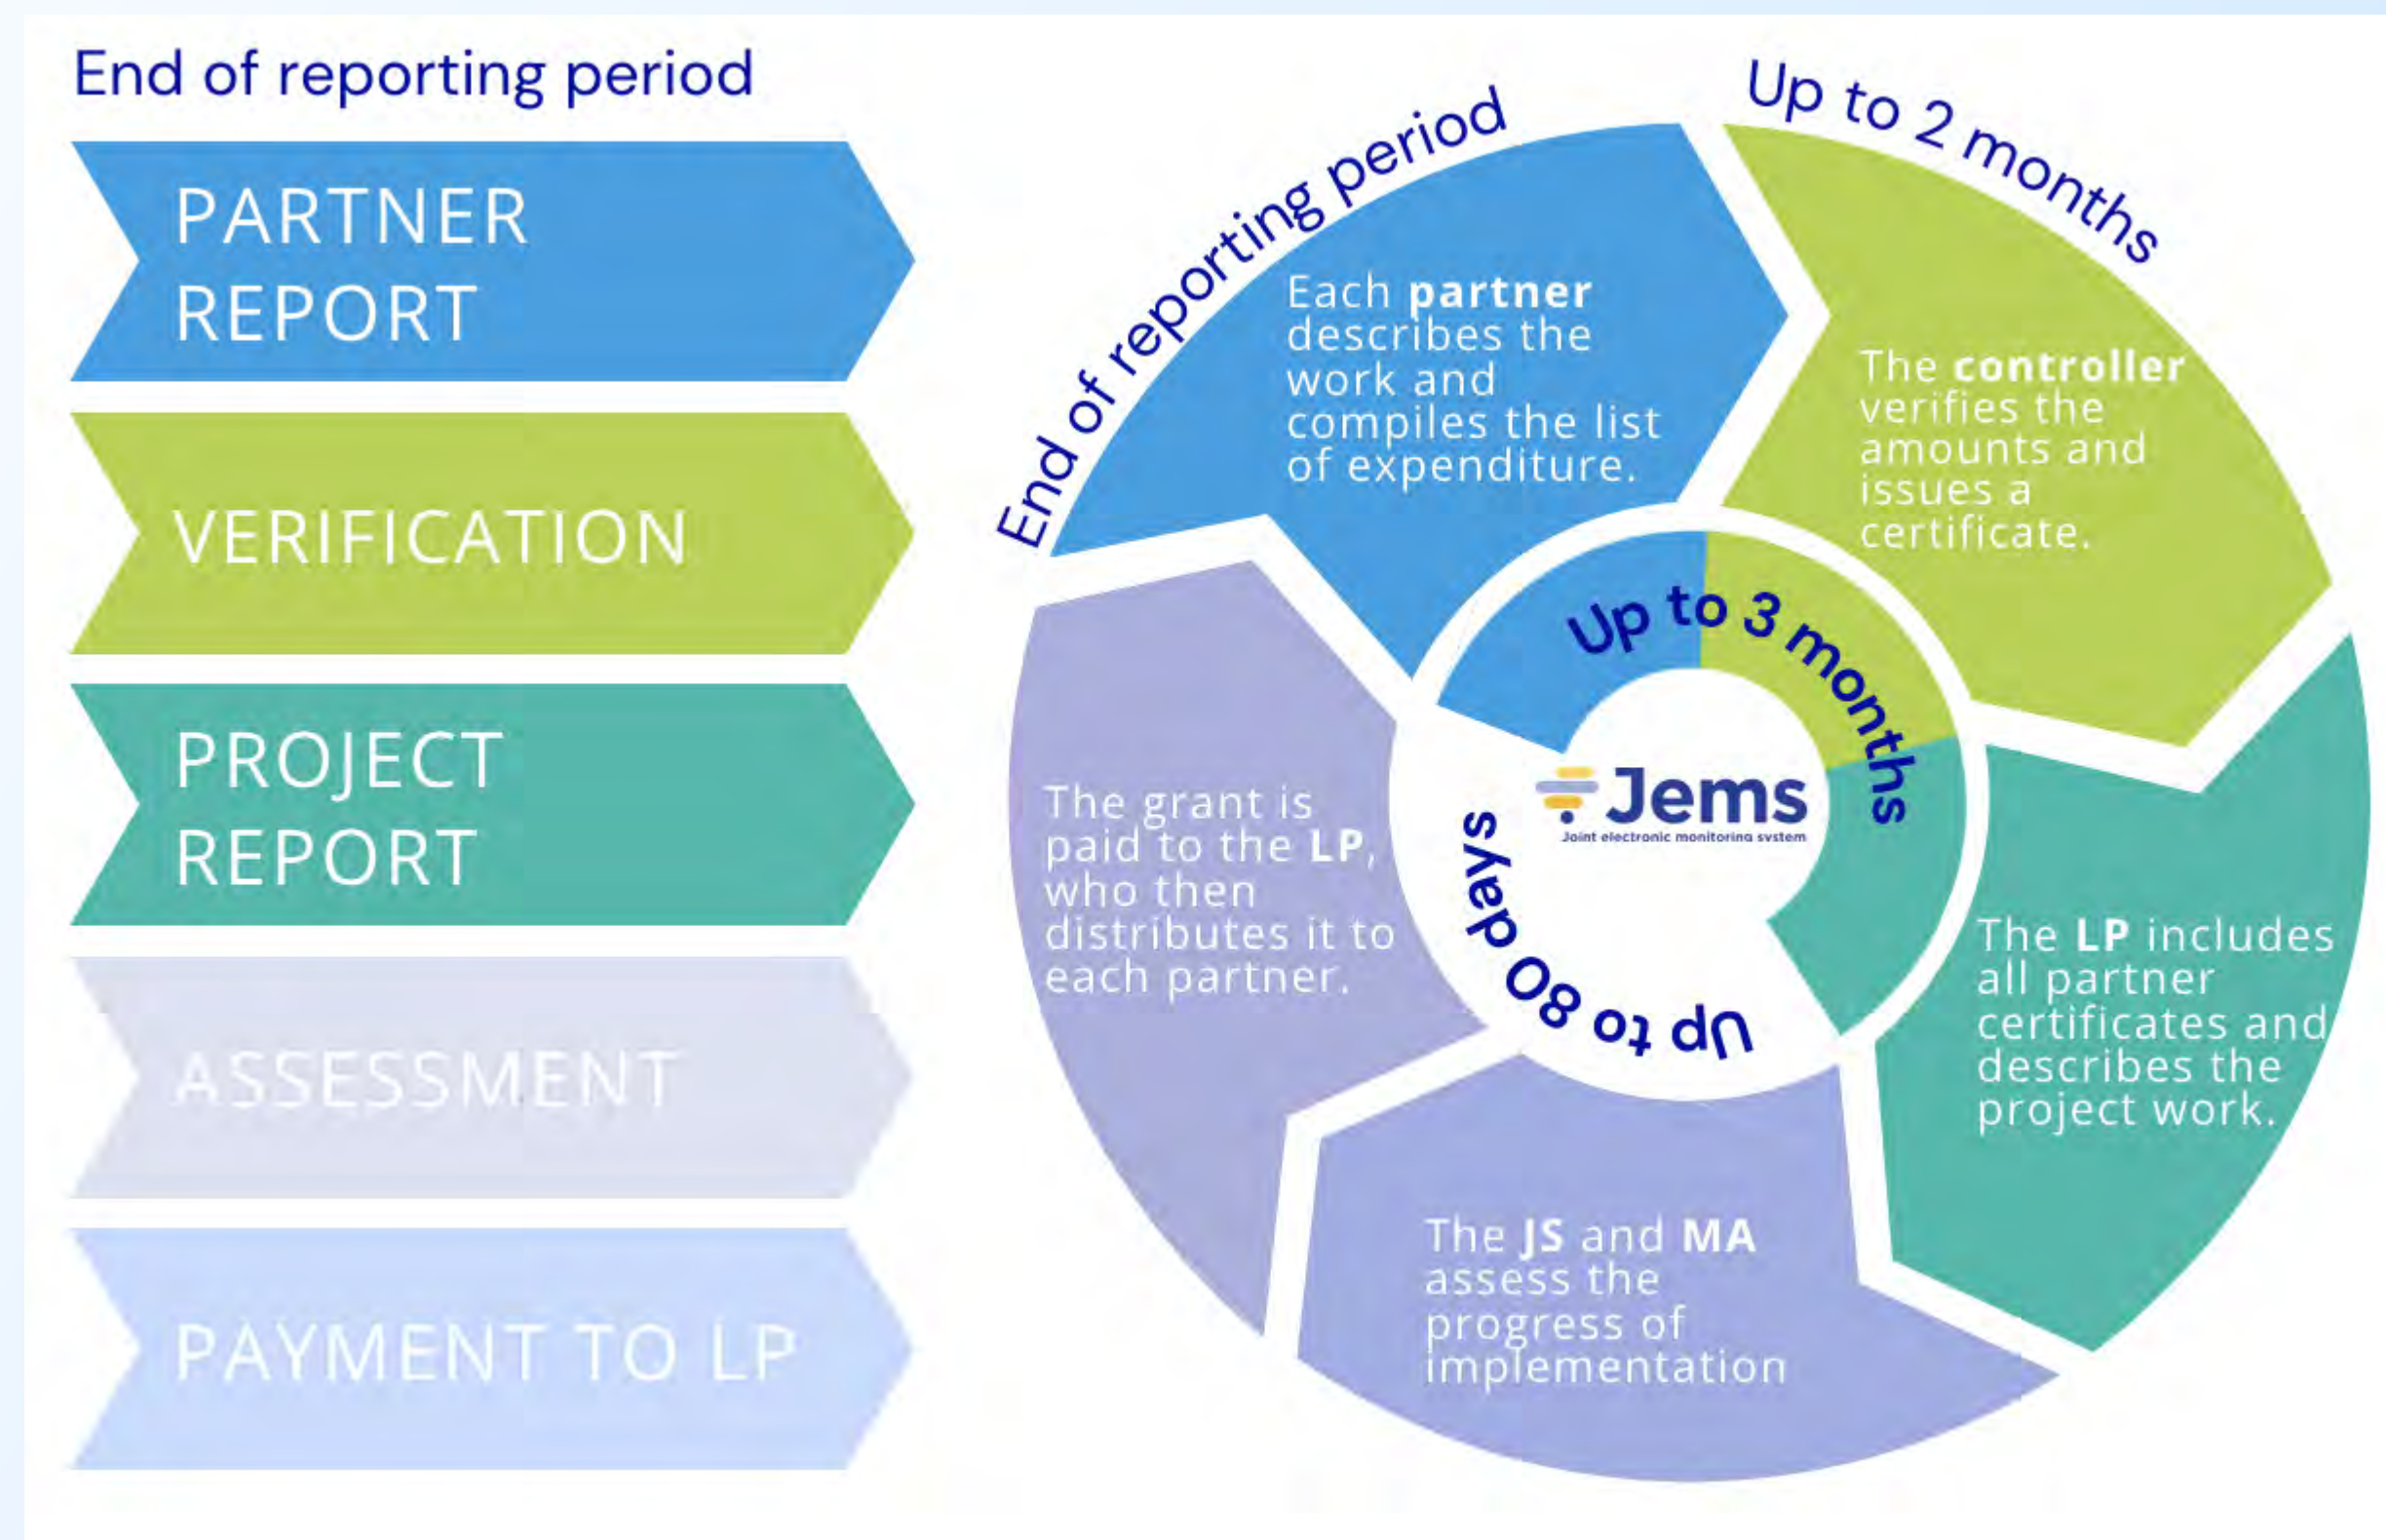 End of reporting period
PARTNER
REPORT
VERIFICATION
PROJECT
REPORT
ASSESSMENT
PAYMENT TO LP
End of reporting period
Each partner
describes the
work and
compiles the list
of expenditure.
Up to 2 months
The controller
verifies the
amounts and
issues a
certificate.
The LP includes
all partner
certificates and
describes the
project work.
The JS and MA
assess the
progress of
implementation
The grant is
paid to the LP,
who then
distributes it to
each partner.
Up to 3 months
Jems
Joint electronic monitoring system
Up to 80 days